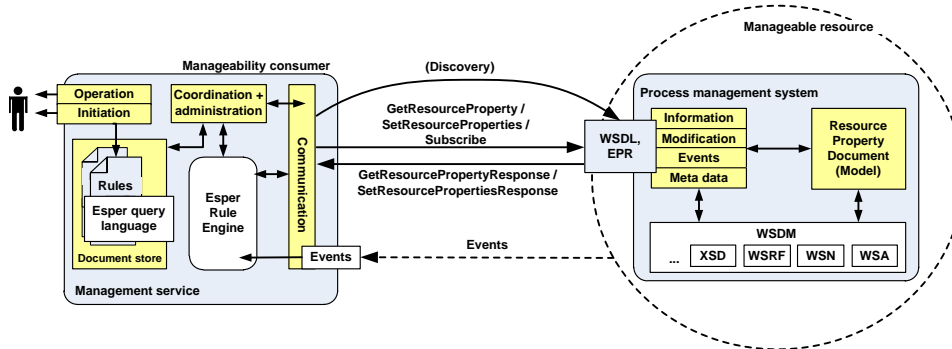 Manageable resource
Manageability consumer
(Discovery)
Process management system
Operation
Initiation
Coordination +
administration
Communication
GetResourceProperty /
SetResourceProperties /
Subscribe
WSDL,
EPR
Information
Modification
Events
Meta data
Resource
Property
Document
(Model)
Rules
Esper query
language
Document store
Esper
Rule
Engine
GetResourcePropertyResponse /
SetResourcePropertiesResponse
Events
Events
WSDM
... XSD WSRF WSN WSA
Management service